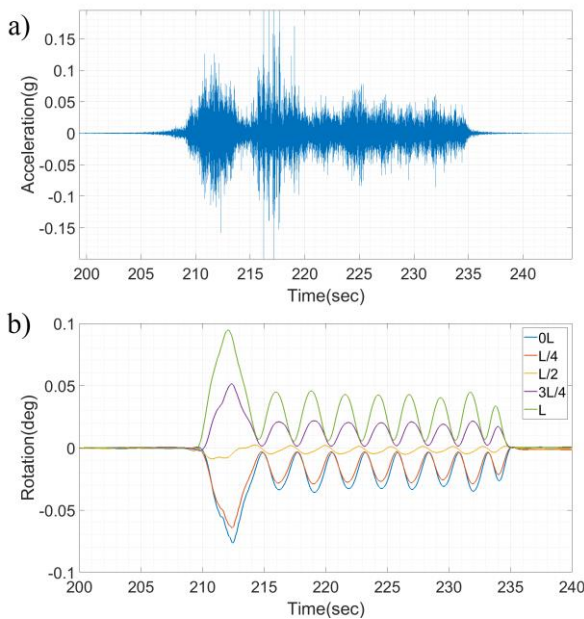 a)
Acceleration(g)
0.15
0.1
0.05
0
-0.05
-0.1
-0.15
200 205 210 215 220 225 230 235 240
Time(sec)
b)
Rotation(deg)
0.1
0.05
0
-0.05
-0.1
0L
L/4
L/2
3L/4
L
200 205 210 215 220 225 230 235 240
Time(sec)